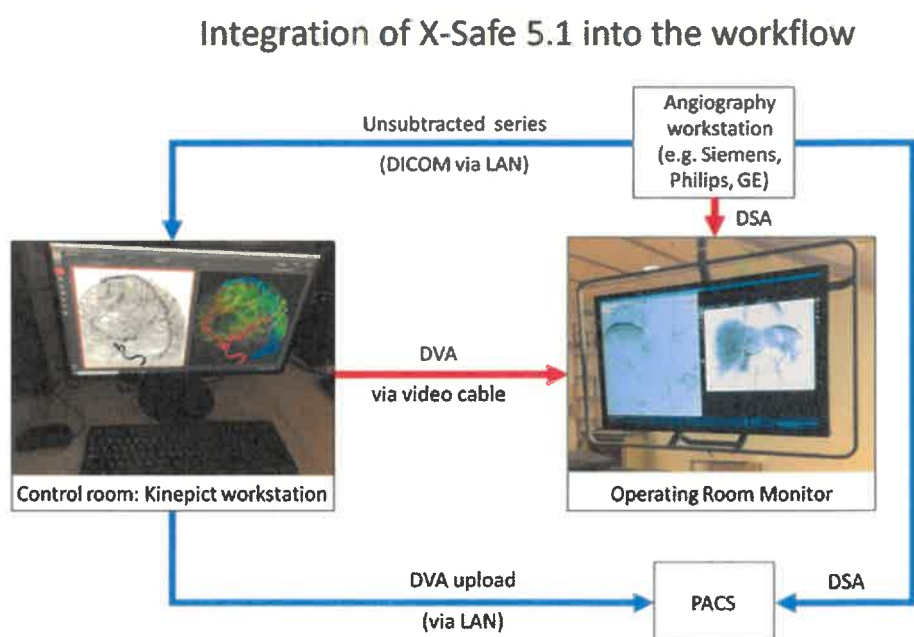 Integration of X-Safe 5.1 into the workflow
Angiography
workstation
(e.g. Siemens,
Philips, GE)
Unsubtracted series
(DICOM via LAN)
DSA
DVA
via video cable
Control room: Kinepict workstation
Operating Room Monitor
DVA upload
(via LAN)
PACS
DSA